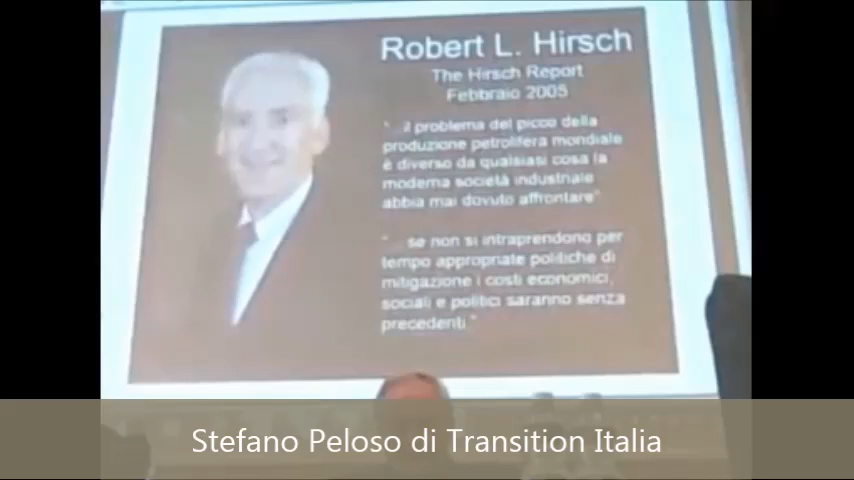 Robert L. Hirsch
The Hirsch Report
Febbraio 2005
"...il problema del picco della
produzione petrolifera mondiale
è diverso da qualsiasi cosa la
moderna società industriale
abbia mai dovuto affrontare"
"... se non si intraprendono per
tempo appropriate politiche di
mitigazione i costi economici,
sociali e politici saranno senza
precedenti."
Stefano Peloso di Transition Italia